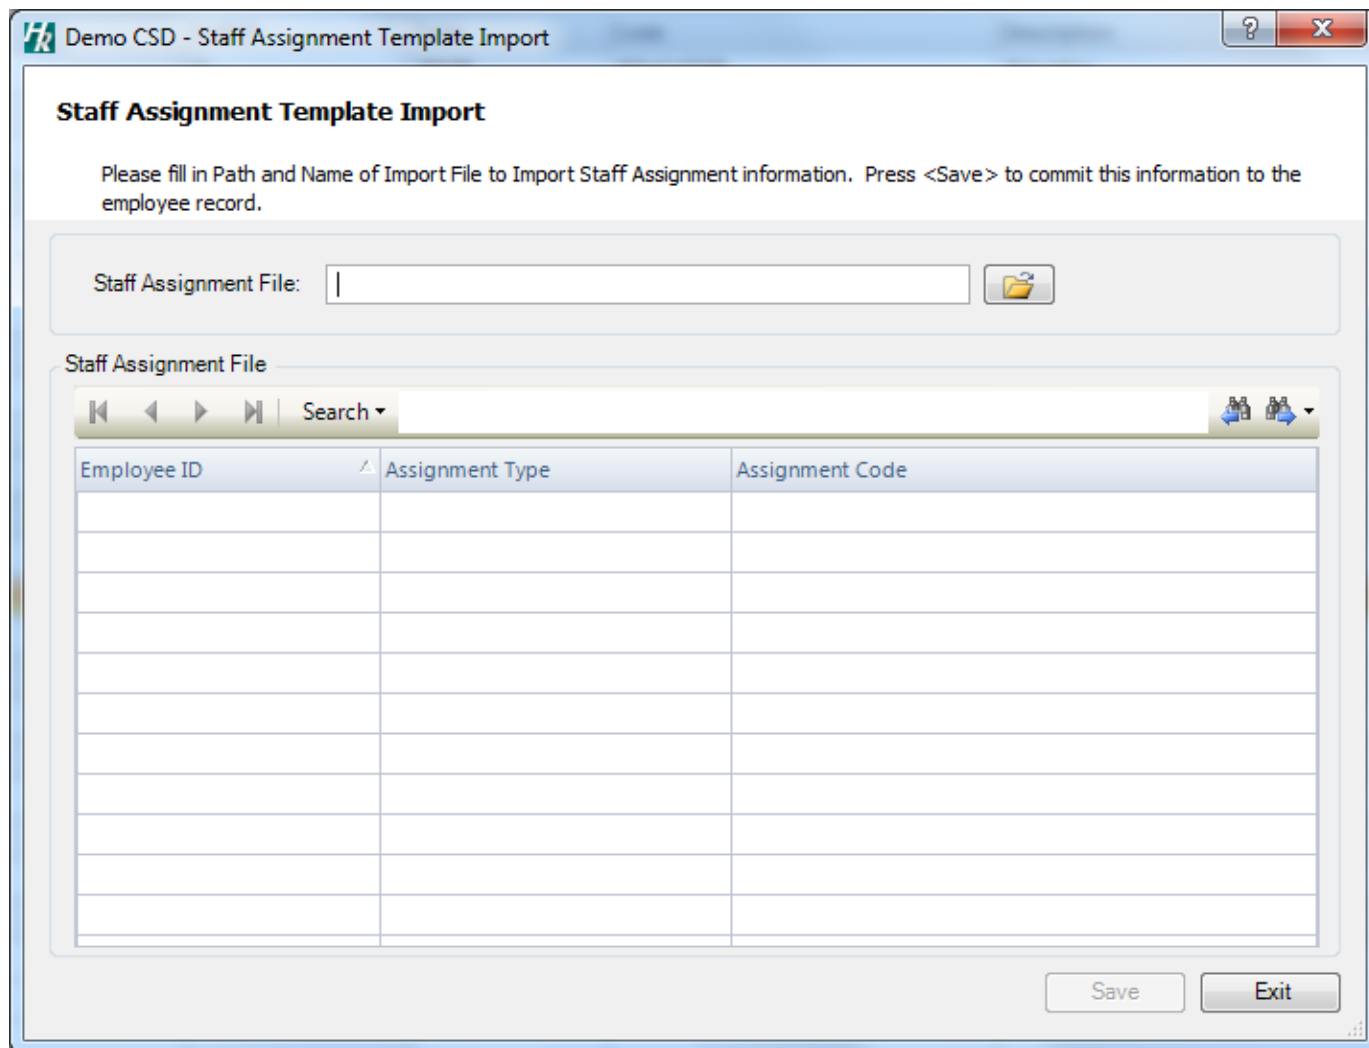 HR Demo CSD - Staff Assignment Template Import
Staff Assignment Template Import
Please fill in Path and Name of Import File to Import Staff Assignment information.  Press <Save> to commit this information to the
employee record.
Staff Assignment File:
Staff Assignment File
Search
Employee ID Assignment Type Assignment Code
Save Exit